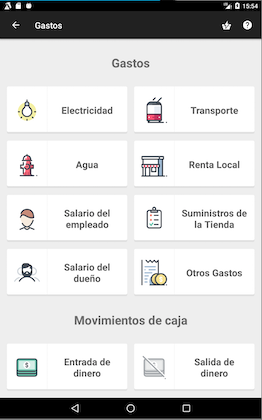 15:54
Gastos
Gastos
Electricidad
Transporte
Agua
Renta Local
Salario del
empleado
Suministros de
la Tienda
Salario del
dueño
Otros Gastos
Movimientos de caja
Entrada de
dinero
Salida de
dinero